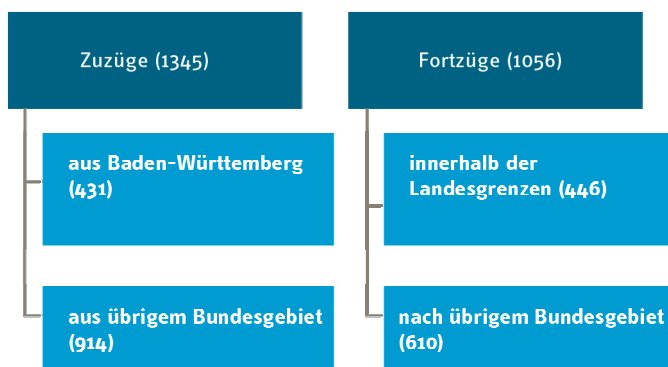 Zuzüge (1345)
aus Baden-Württemberg
(431)
aus übrigem Bundesgebiet
(914)
Fortzüge (1056)
innerhalb der
Landesgrenzen (446)
nach übrigem Bundesgebiet
(610)